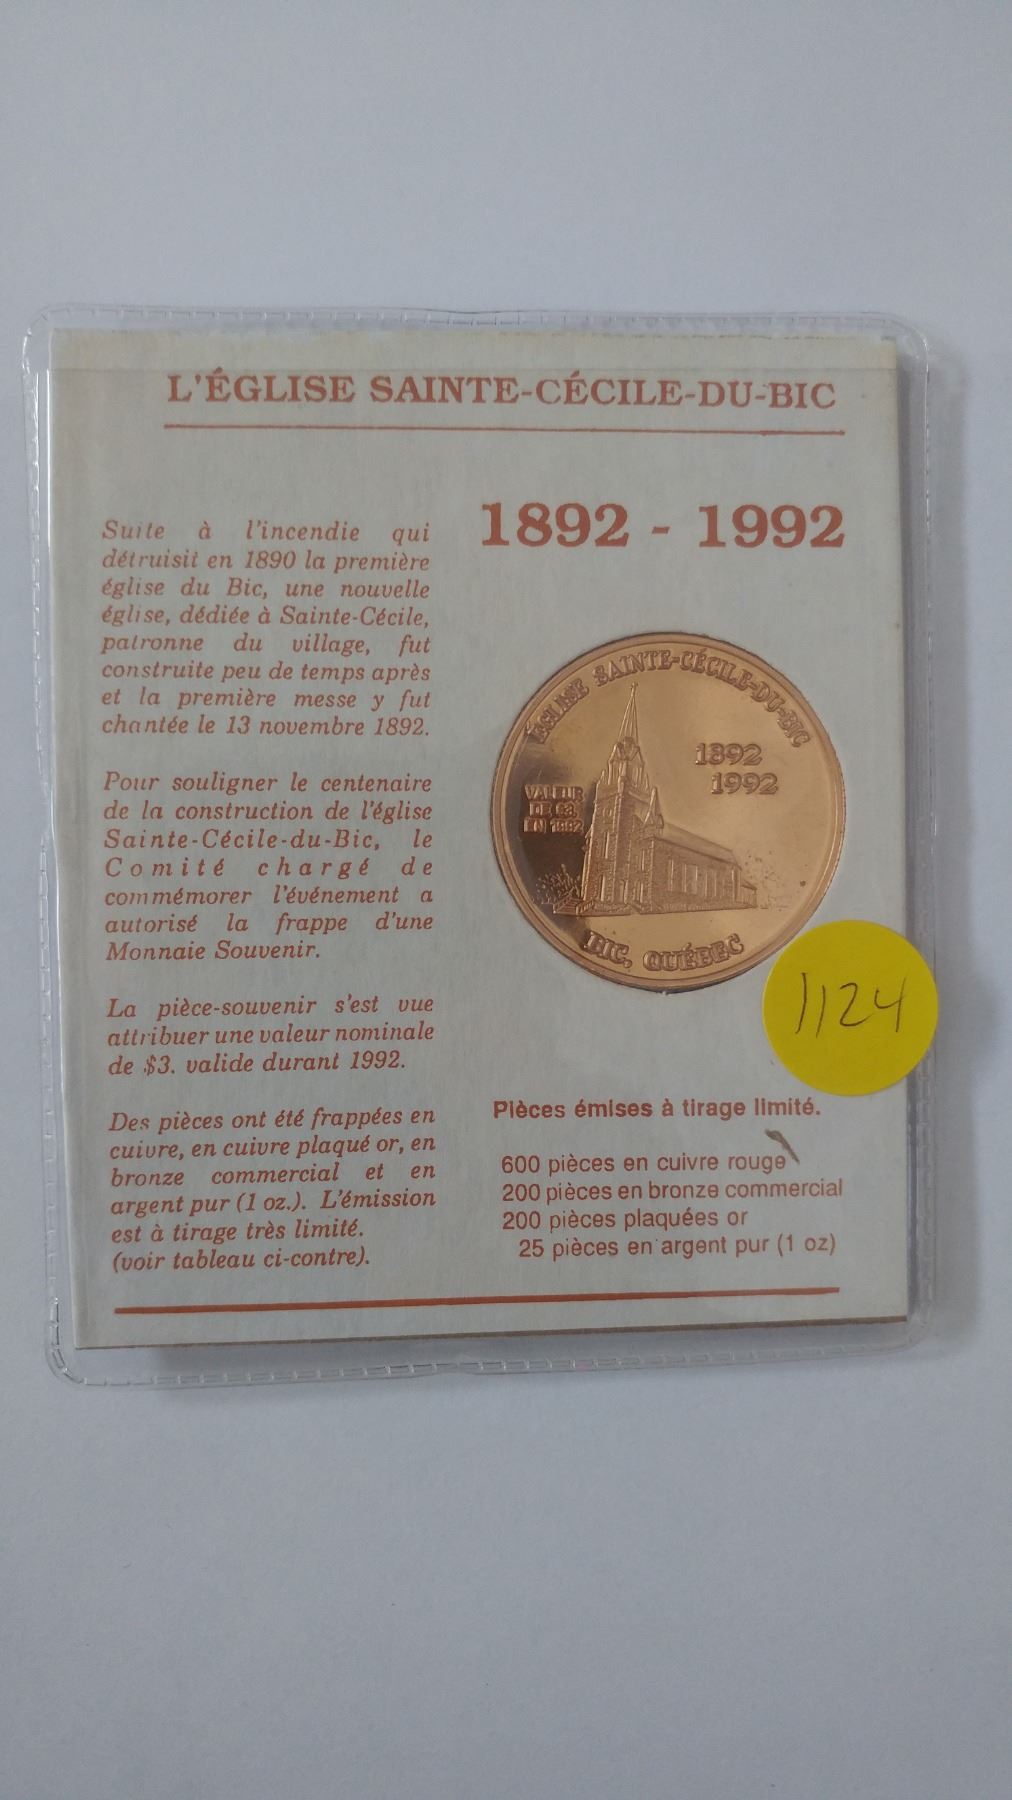 L'ÉGLISE SAINTE-CÉCILE-DU-BIC
1892 - 1992
Suite à l'incendie qui
détruisit en 1890 la première
église du Bic, une nouvelle
église, dédiée à Sainte-Cécile,
patronne du village, fut
construite peu de temps après
et la première messe y fut
chantée le 13 novembre 1892.
Pour souligner le centenaire
de la construction de l'église
Sainte-Cécile-du-Bic, le
Comité chargé de
commémorer l'événement a
autorisé la frappe d'une
Monnaie Souvenir.
La pièce-souvenir s'est vue
attribuer une valeur nominale
de $3. valide durant 1992.
Des pièces ont été frappées en
cuivre, en cuivre plaqué or, en
bronze commercial et en
argent pur (1 oz.). L'émission
est à tirage très limité.
(voir tableau ci-contre).
ÉGLISE SAINTE-CÉCILE-DU-BIC
1892
1992
VALEUR
DE $3.
EN 1992
BIC, QUÉBEC
1124
Pièces émises à tirage limité.
600 pièces en cuivre rouge
200 pièces en bronze commercial
200 pièces plaquées or
25 pièces en argent pur (1 oz)